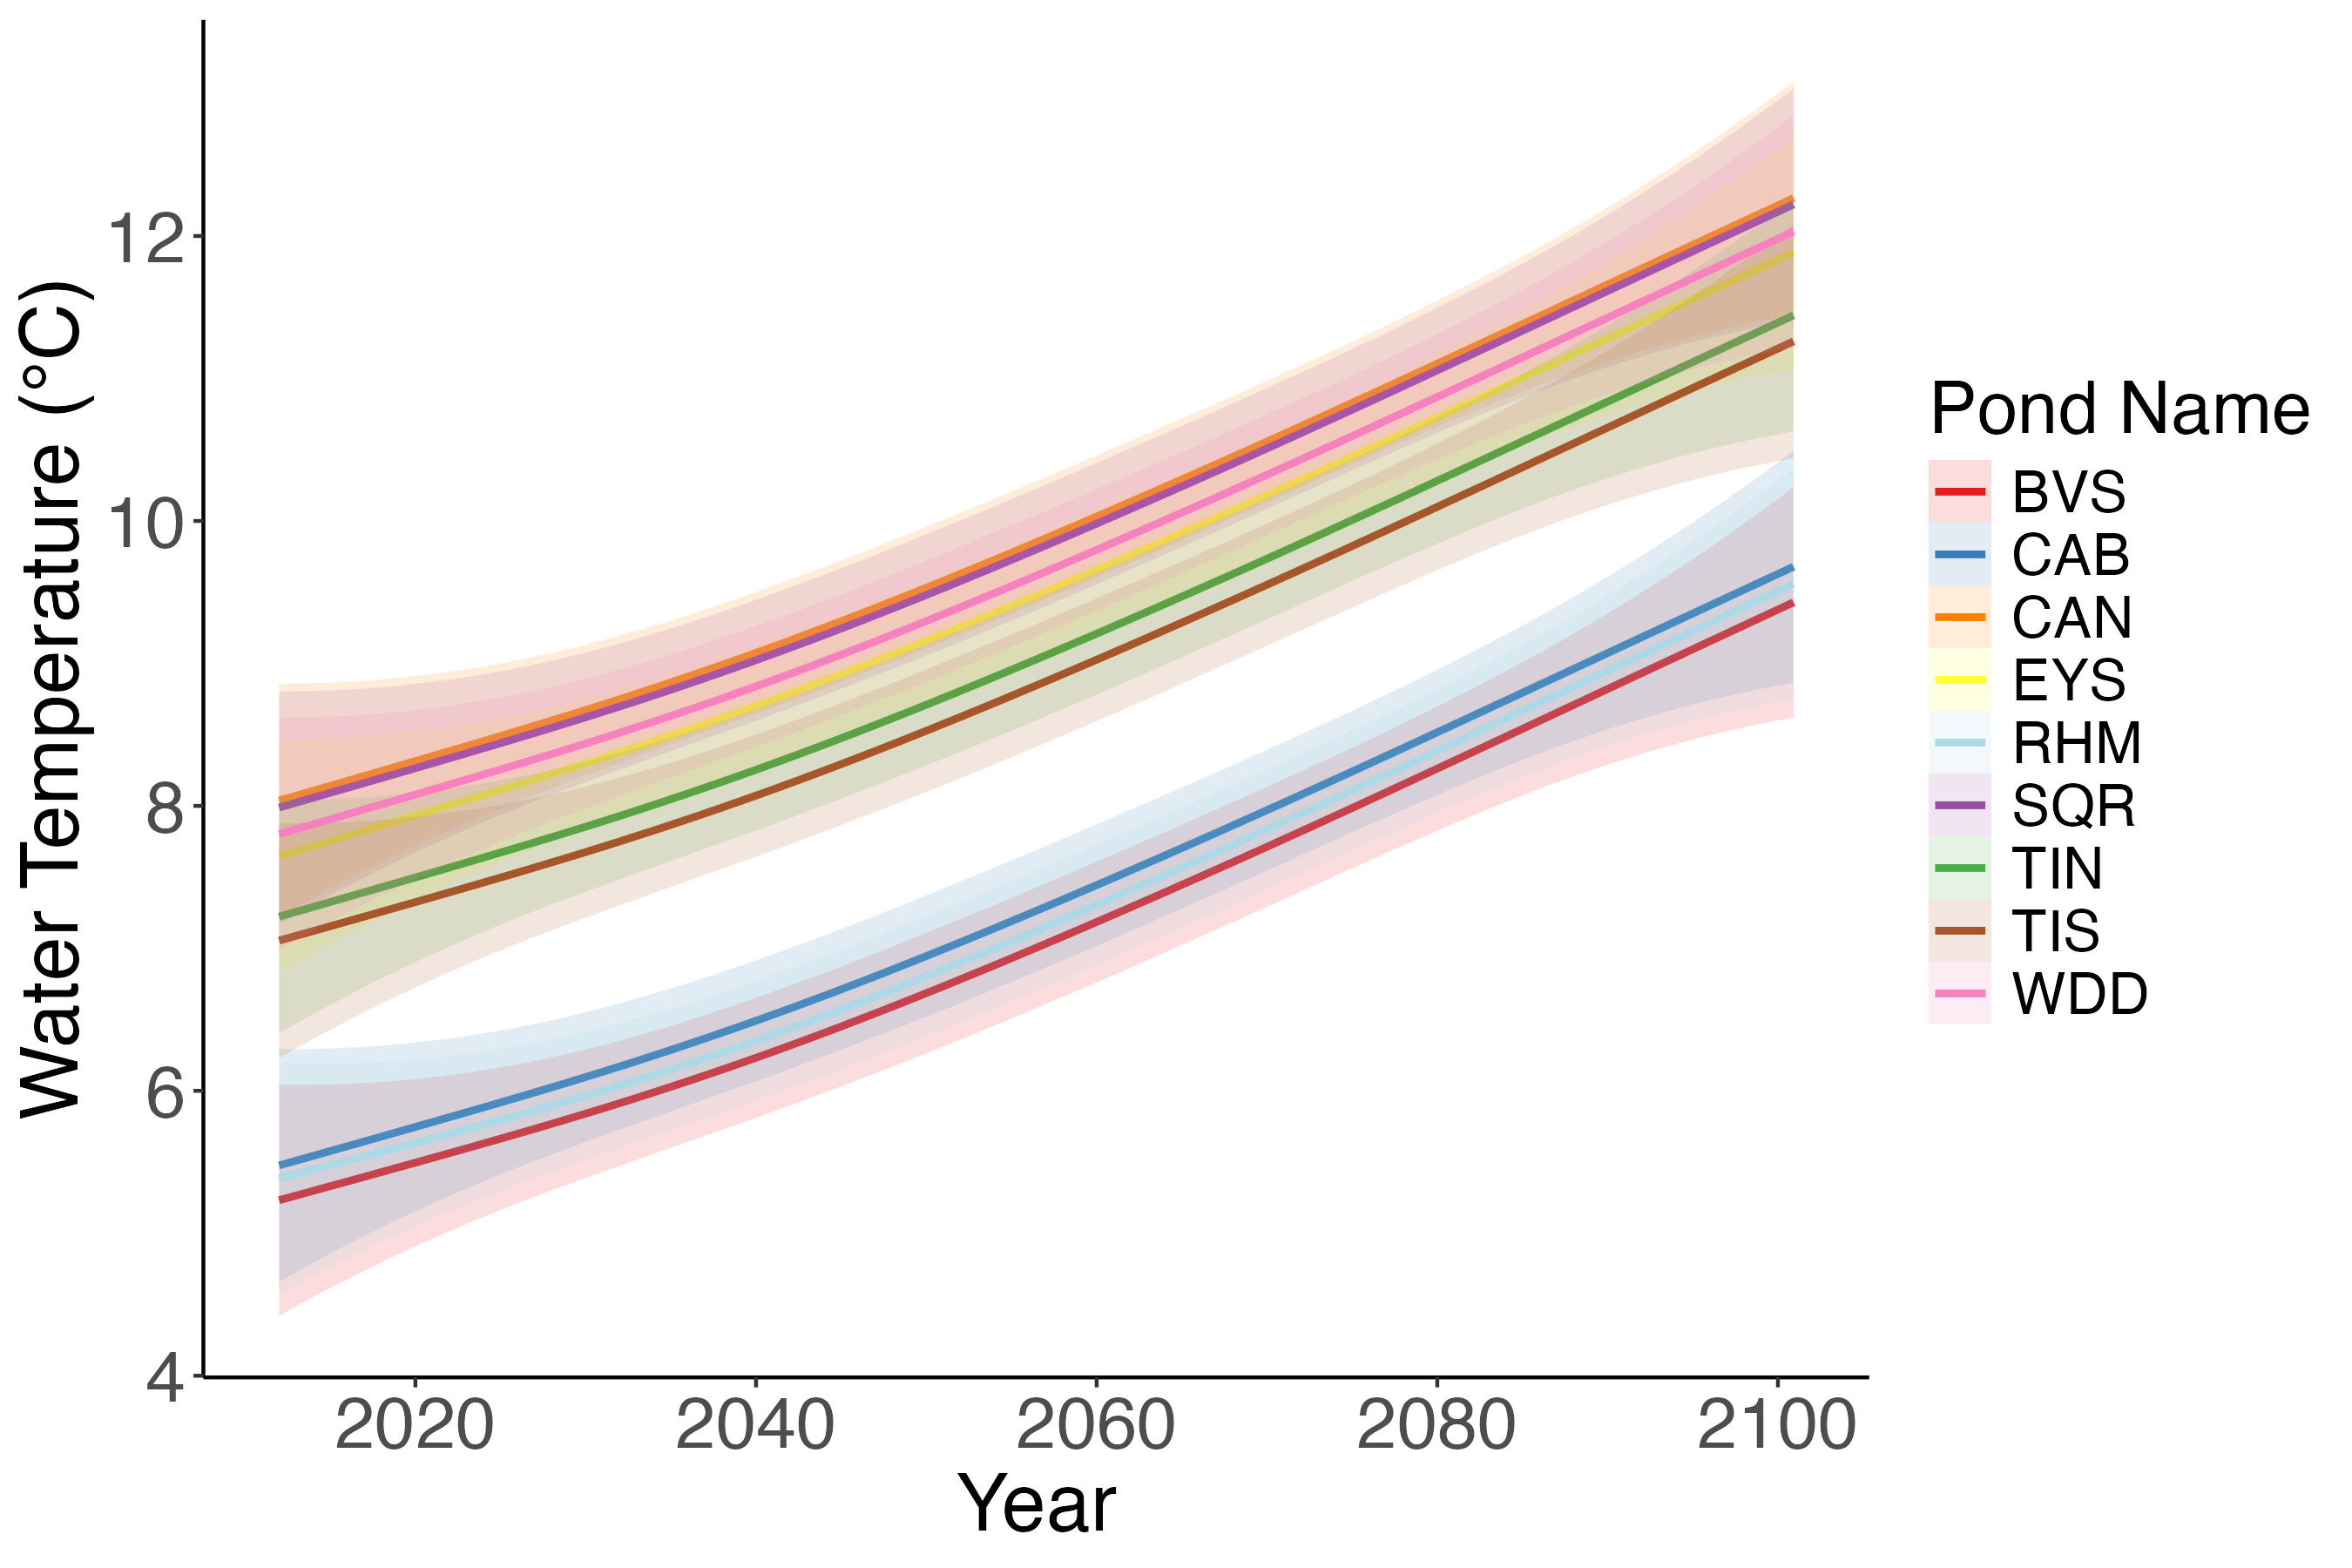 Water Temperature (°C)
12
10
8
6
4
2020 2040 2060 2080 2100
Year
Pond Name
BVS
CAB
CAN
EYS
RHM
SQR
TIN
TIS
WDD